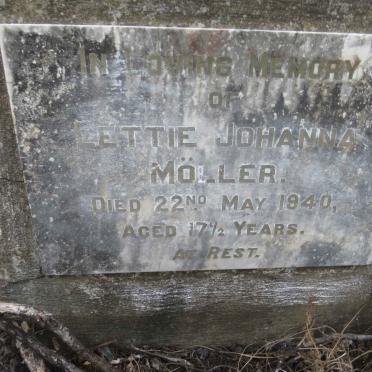 In Loving Memory
of
Lettie Johanna
Möller.
Died 22ND May 1940,
Aged 17½ Years.
At Rest.